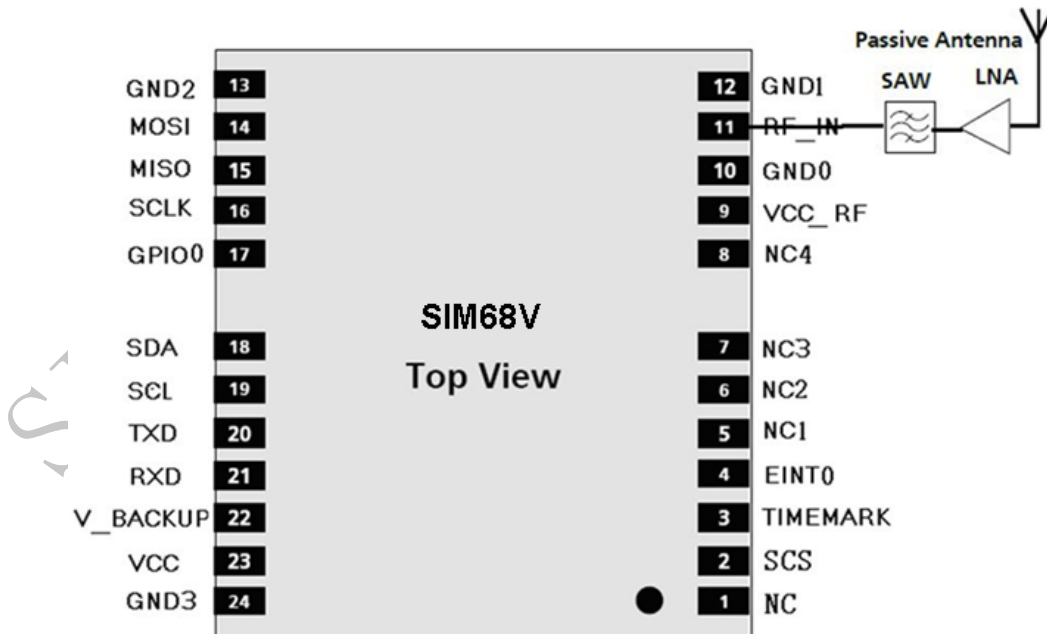 Passive Antenna
SAW LNA
GND2 13 12 GND1
MOSI 14 11 RF_IN
MISO 15 10 GND0
SCLK 16 9 VCC_RF
GPIO0 17 8 NC4
SIM68V
Top View
SDA 18 7 NC3
SCL 19 6 NC2
TXD 20 5 NC1
RXD 21 4 EINT0
V_BACKUP 22 3 TIMEMARK
VCC 23 2 SCS
GND3 24 1 NC